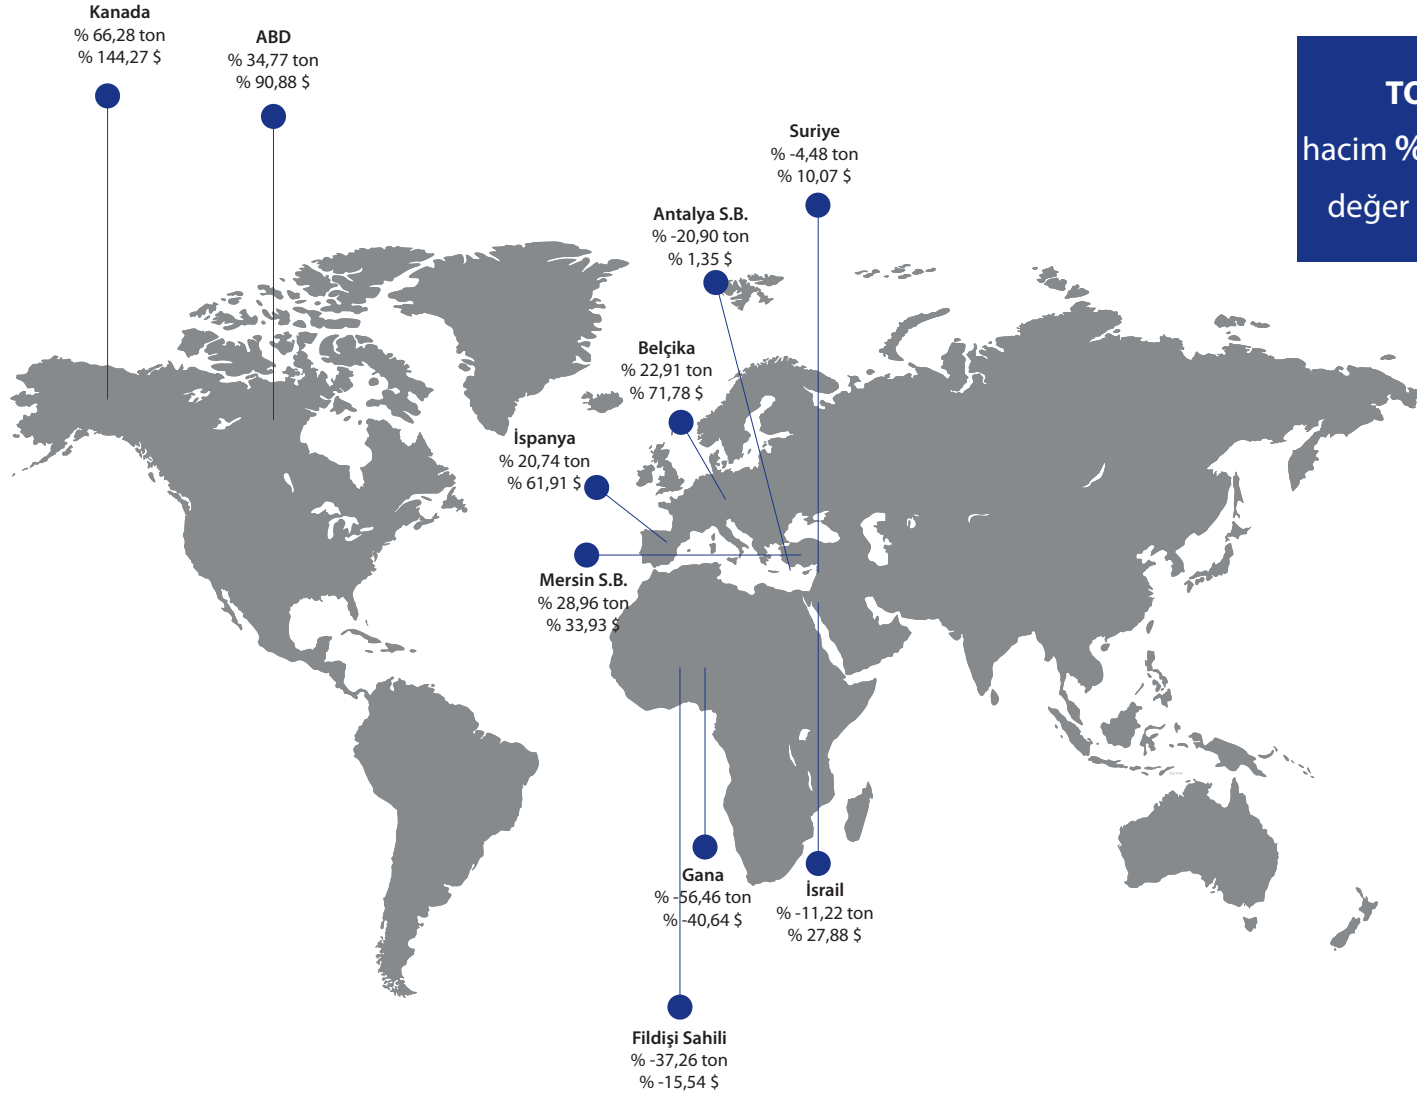 Kanada
% 66,28 ton
% 144,27 $
ABD
% 34,77 ton
% 90,88 $
hacim %
değer
Suriye
% -4,48 ton
% 10,07 $
Antalya S.B.
% -20,90 ton
% 1,35 $
Belçika
% 22,91 ton
% 71,78 $
İspanya
% 20,74 ton
% 61,91 $
Mersin S.B.
% 28,96 ton
% 33,93 $
Gana
% -56,46 ton
% -40,64 $
İsrail
% -11,22 ton
% 27,88 $
Fildişi Sahili
% -37,26 ton
% -15,54 $